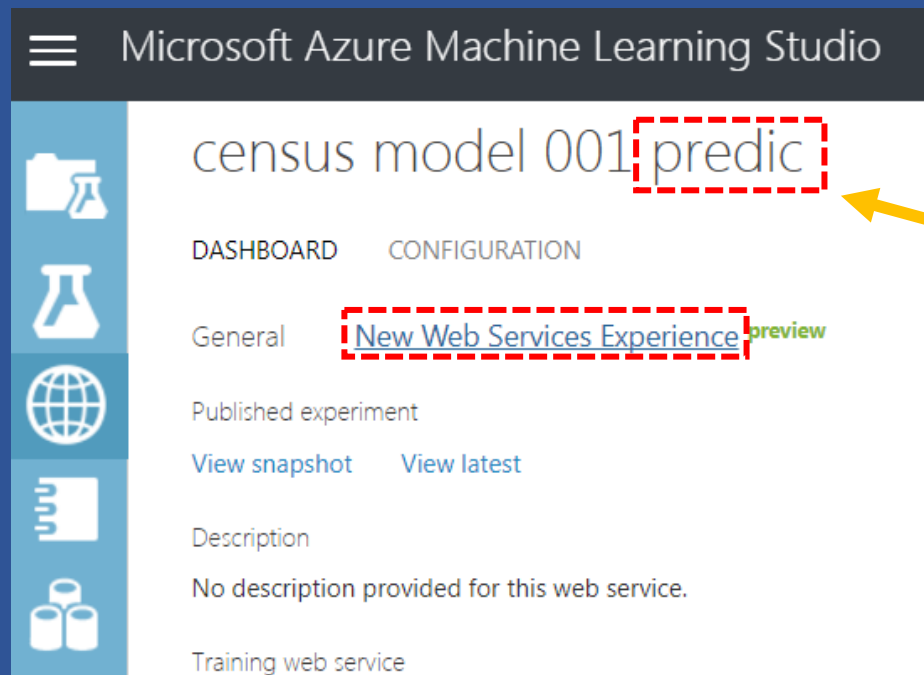 Microsoft Azure Machine Learning Studio
census model 001 predic
DASHBOARD CONFIGURATION
General New Web Services Experience preview
Published experiment
View snapshot View latest
Description
No description provided for this web service.
Training web service